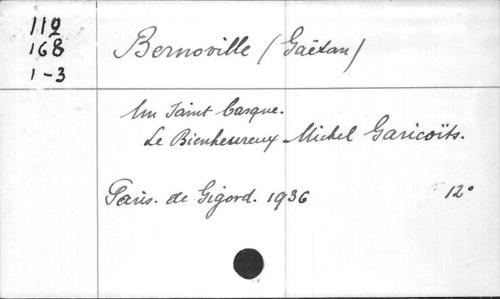 112
168
1-3
Bernoville (Gaëtan)
Un Saint Basque.
Le Bienheureux Michel Garicoïts.
Paris. de Gigord. 1936 12°